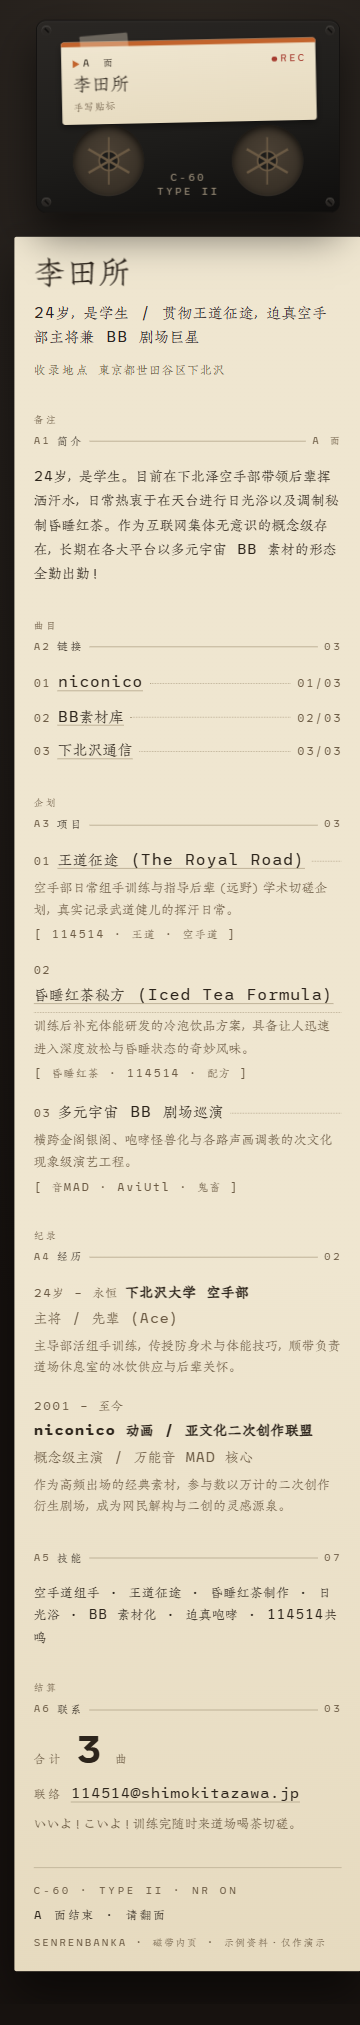 ▶A 面
●REC
李田所
手写贴标
C-60
TYPE II
李田所
24岁, 是学生 / 贯彻王道征途, 迫真空手
部主将兼 BB 剧场巨星
收录地点 東京都世田谷区下北沢
备注
A1 简介 A 面
24岁, 是学生。目前在下北泽空手部带领后辈挥
洒汗水, 日常热衷于在天台进行日光浴以及调制秘
制昏睡红茶。作为互联网集体无意识的概念级存
在, 长期在各大平台以多元宇宙 BB 素材的形态
全勤出勤!
曲目
A2 链接 03
01 niconico 01/03
02 BB素材库 02/03
03 下北沢通信 03/03
企划
A3 项目 03
01 王道征途 (The Royal Road)
空手部日常组手训练与指导后辈 (远野) 学术切磋企
划, 真实记录武道健儿的挥汗日常。
[ 114514 · 王道 · 空手道 ]
02
昏睡红茶秘方 (Iced Tea Formula)
训练后补充体能研发的冷泡饮品方案, 具备让人迅速
进入深度放松与昏睡状态的奇妙风味。
[ 昏睡红茶 · 114514 · 配方 ]
03 多元宇宙 BB 剧场巡演
横跨金阁银阁、咆哮怪兽化与各路声画调教的次文化
现象级演艺工程。
[ 音MAD · AviUtl · 鬼畜 ]
纪录
A4 经历 02
24岁 – 永恒 下北沢大学 空手部
主将 / 先辈 (Ace)
主导部活组手训练, 传授防身术与体能技巧, 顺带负责
道场休息室的冰饮供应与后辈关怀。
2001 – 至今
niconico 动画 / 亚文化二次创作联盟
概念级主演 / 万能音 MAD 核心
作为高频出场的经典素材, 参与数以万计的二次创作
衍生剧场, 成为网民解构与二创的灵感源泉。
A5 技能 07
空手道组手 · 王道征途 · 昏睡红茶制作 · 日
光浴 · BB 素材化 · 迫真咆哮 · 114514共
鸣
结算
A6 联系 03
合计 3 曲
联络 114514@shimokitazawa.jp
いいよ!こいよ!训练完随时来道场喝茶切磋。
C-60 · TYPE II · NR ON
A 面结束 · 请翻面
SENRENBANKA · 磁带内页 · 示例资料·仅作演示